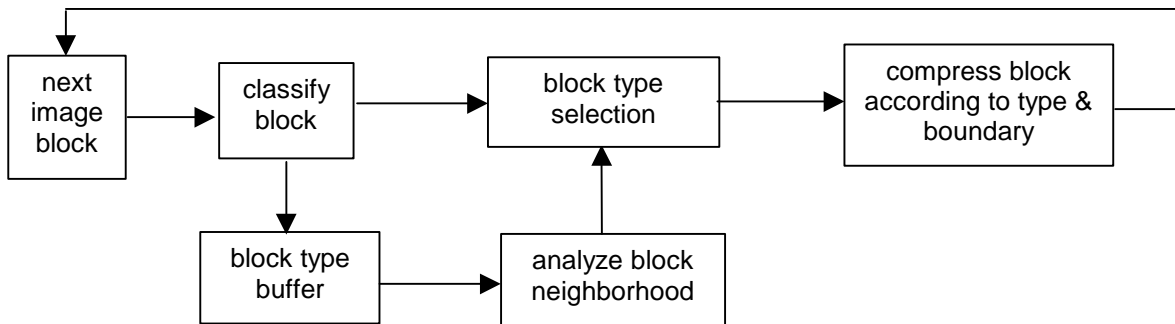 next
image
block
classify
block
block type
selection
compress block
according to type &
boundary
block type
buffer
analyze block
neighborhood